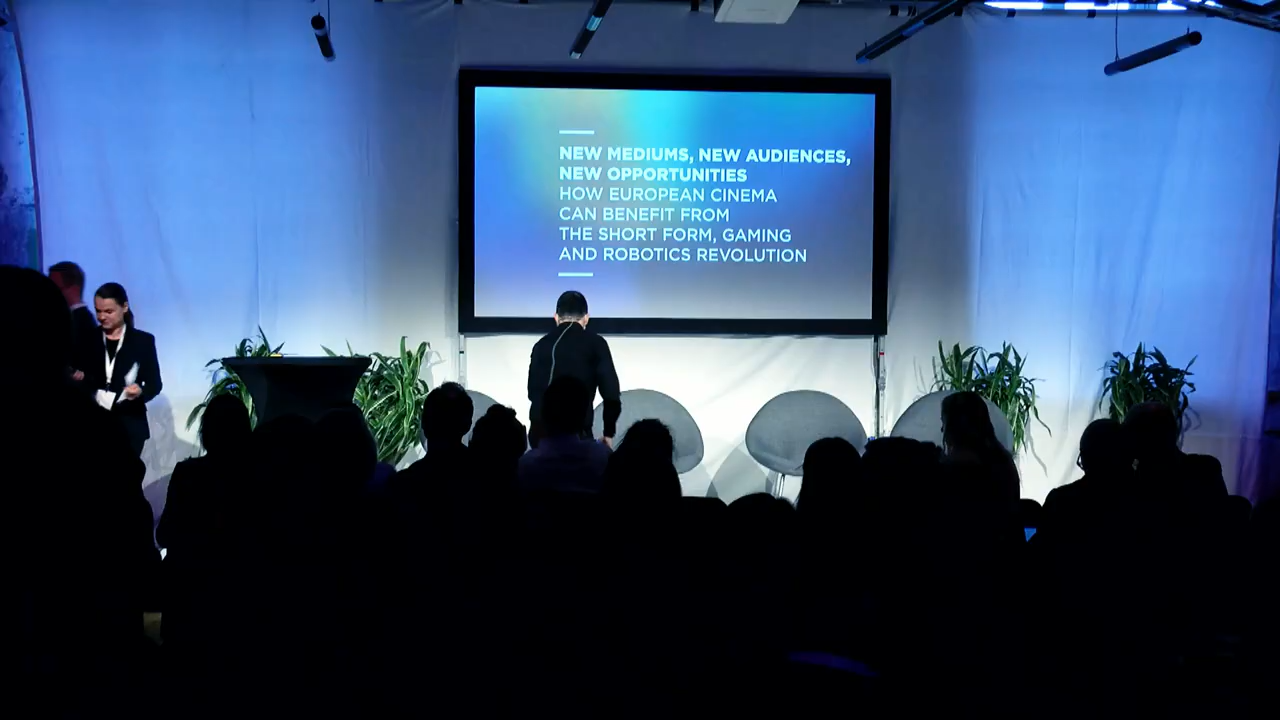 NEW MEDIUMS, NEW AUDIENCES,
NEW OPPORTUNITIES
HOW EUROPEAN CINEMA
CAN BENEFIT FROM
THE SHORT FORM, GAMING
AND ROBOTICS REVOLUTION